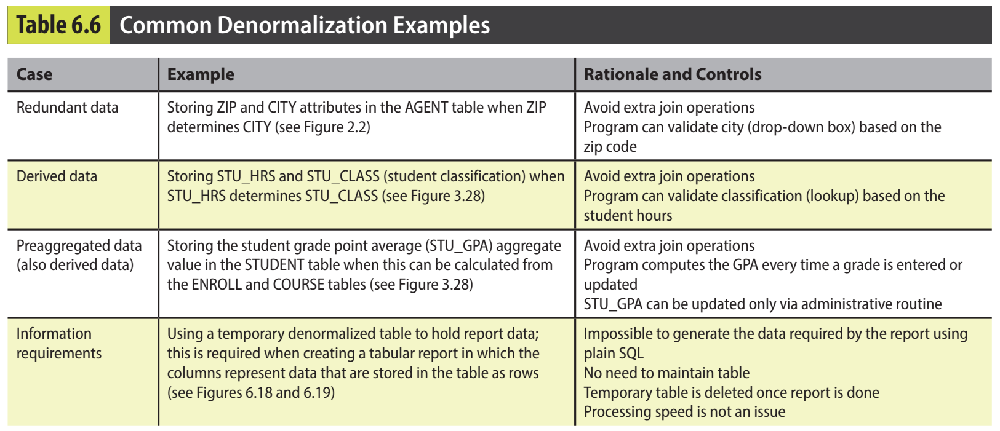 Table 6.6 Common Denormalization Examples
Case Example Rationale and Controls
Redundant data
Storing ZIP and CITY attributes in the AGENT table when ZIP
determines CITY (see Figure 2.2)
Avoid extra join operations
Program can validate city (drop-down box) based on the
zip code
Derived data
Storing STU_HRS and STU_CLASS (student classification) when
STU_HRS determines STU_CLASS (see Figure 3.28)
Avoid extra join operations
Program can validate classification (lookup) based on the
student hours
Preaggregated data
(also derived data)
Storing the student grade point average (STU_GPA) aggregate
value in the STUDENT table when this can be calculated from
the ENROLL and COURSE tables (see Figure 3.28)
Avoid extra join operations
Program computes the GPA every time a grade is entered or
updated
STU_GPA can be updated only via administrative routine
Information
requirements
Using a temporary denormalized table to hold report data;
this is required when creating a tabular report in which the
columns represent data that are stored in the table as rows
(see Figures 6.18 and 6.19)
Impossible to generate the data required by the report using
plain SQL
No need to maintain table
Temporary table is deleted once report is done
Processing speed is not an issue